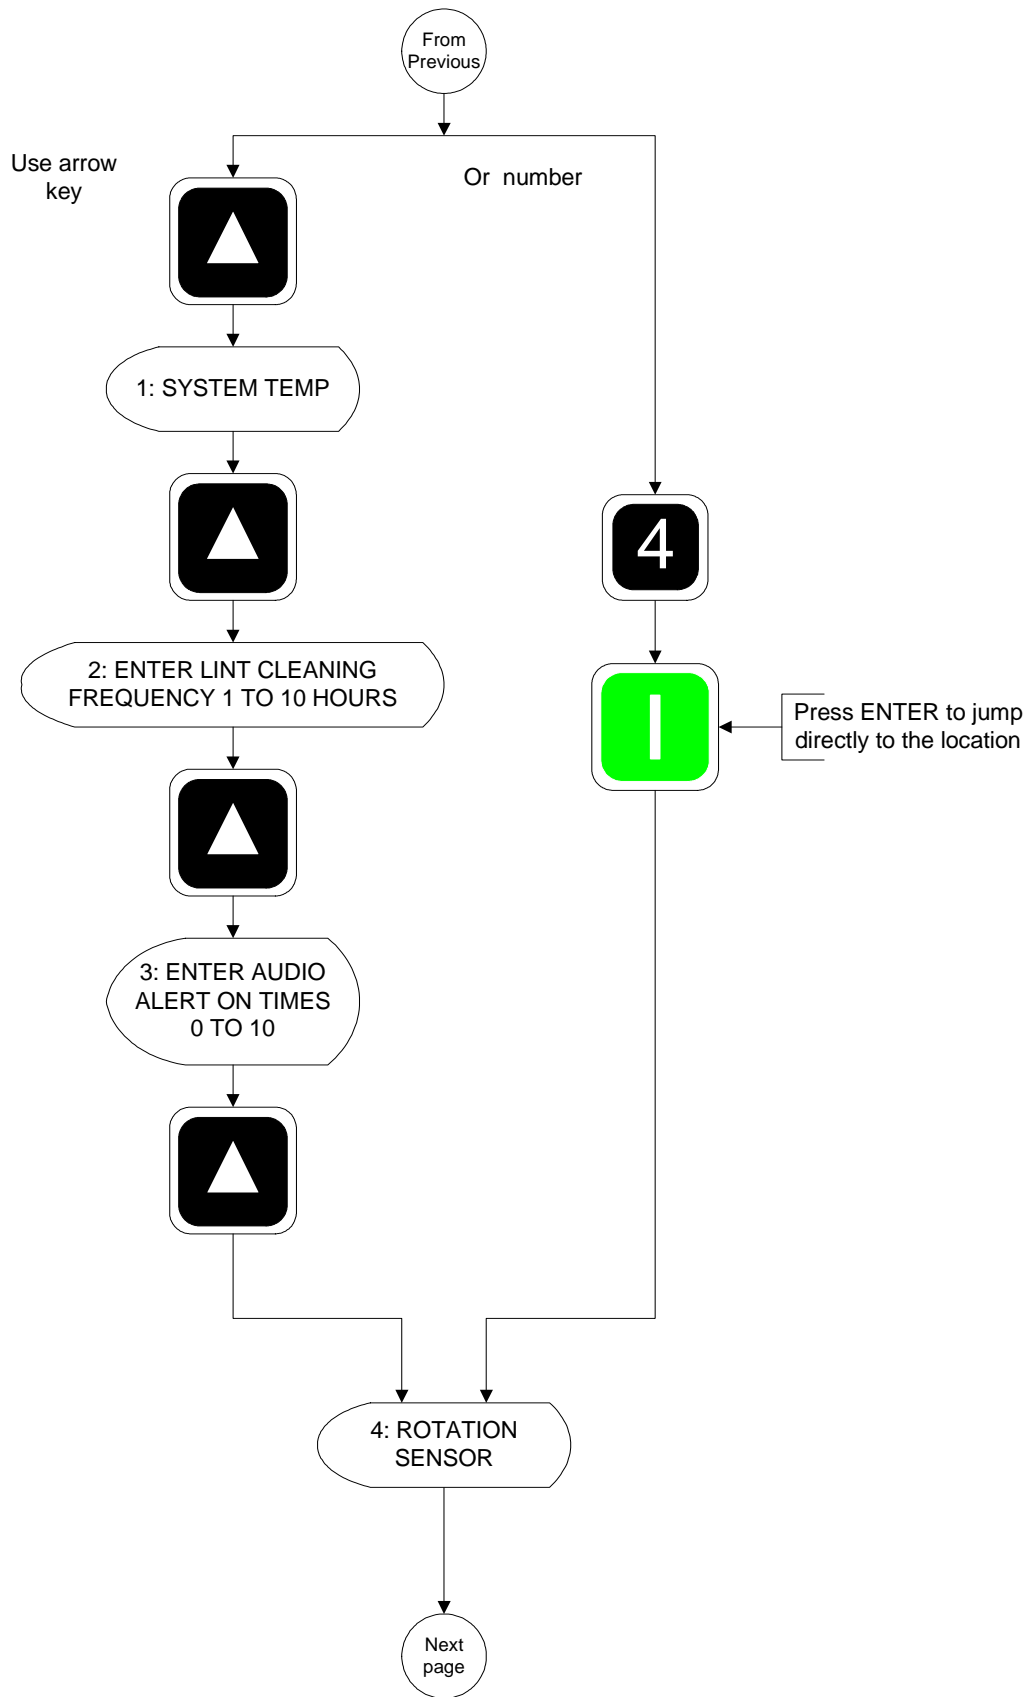 From
Previous
Use arrow
key
Or number
1: SYSTEM TEMP
4
2: ENTER LINT CLEANING
FREQUENCY 1 TO 10 HOURS
I
Press ENTER to jump
directly to the location
3: ENTER AUDIO
ALERT ON TIMES
0 TO 10
4: ROTATION
SENSOR
Next
page